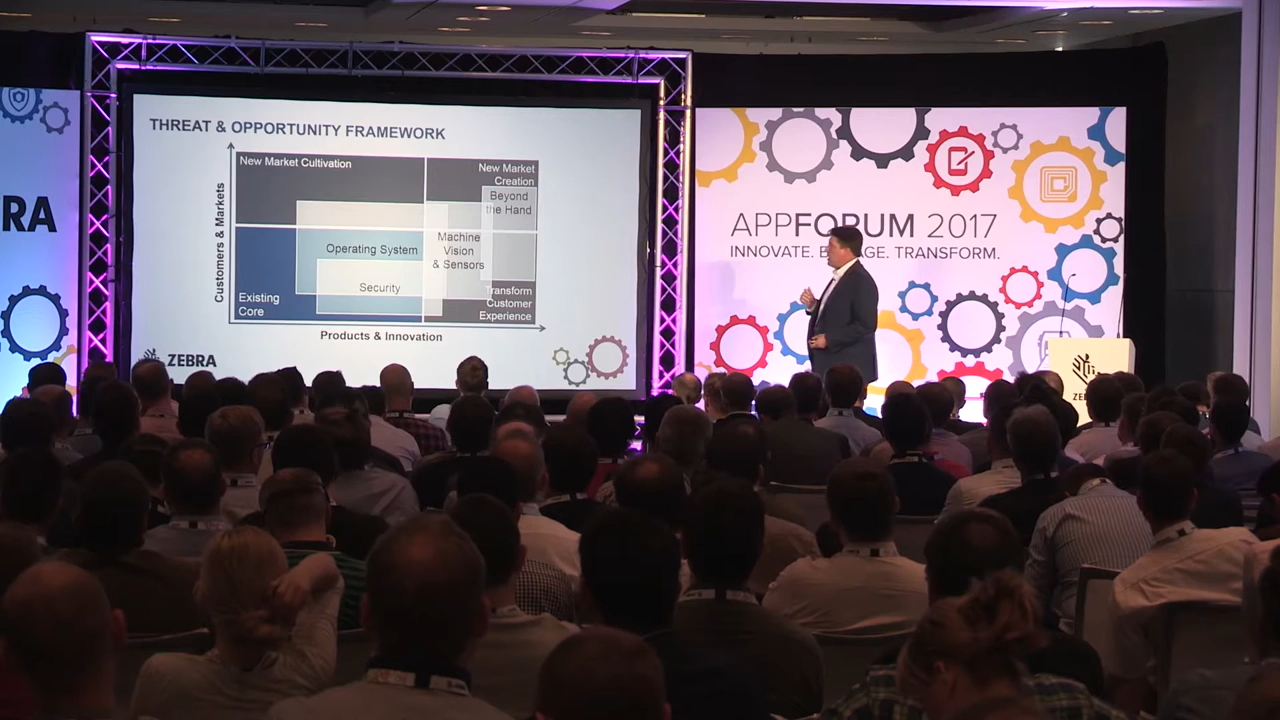 THREAT & OPPORTUNITY FRAMEWORK
New Market Cultivation
New Market
Creation
Beyond
the Hand
Customers & Markets
Operating System
Machine
Vision
& Sensors
Security
Existing
Core
Transform
Customer
Experience
Products & Innovation
ZEBRA
RA
APPFORUM 2017
INNOVATE. AGE. TRANSFORM.